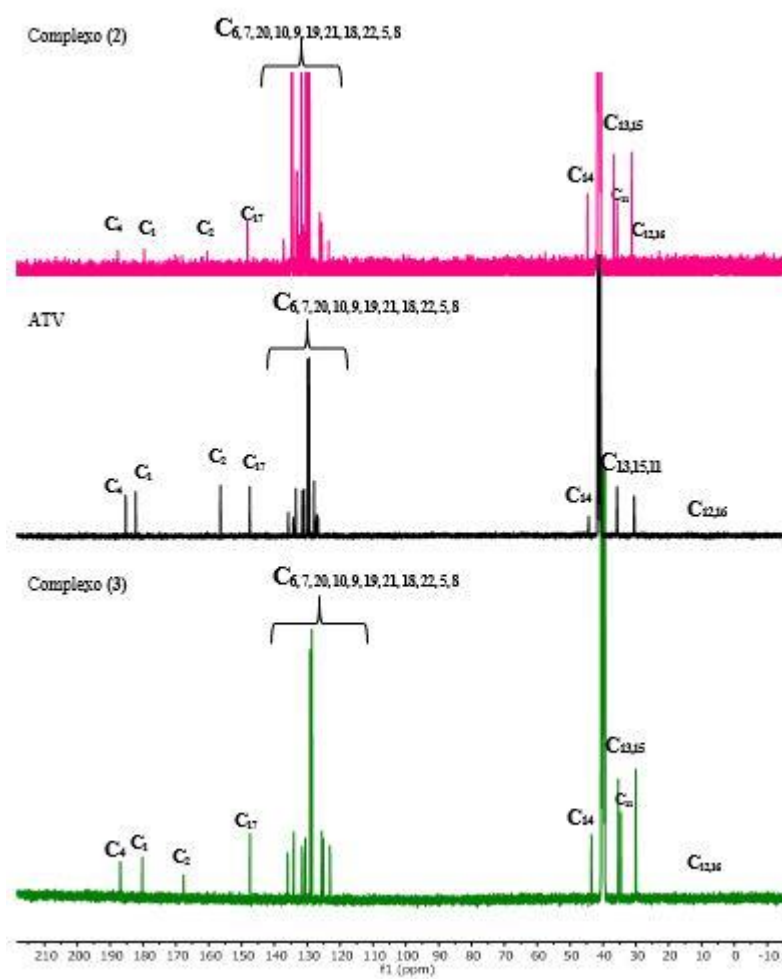 Complexo (2)
C6, 7, 20, 10, 9, 19, 21, 18, 22, 5, 8
C4
C1
C2
C17
C14
C13,15
C11
C12,16
ATV
C6, 7, 20, 10, 9, 19, 21, 18, 22, 5, 8
C4
C1
C2
C17
C14
C13,15,11
C12,16
Complexo (3)
C6, 7, 20, 10, 9, 19, 21, 18, 22, 5, 8
C4
C1
C2
C17
C14
C13,15
C11
C12,16
210 200 190 180 170 160 150 140 130 120 110 100 90 80 70 60 50 40 30 20 10 0 -10
f1 (ppm)